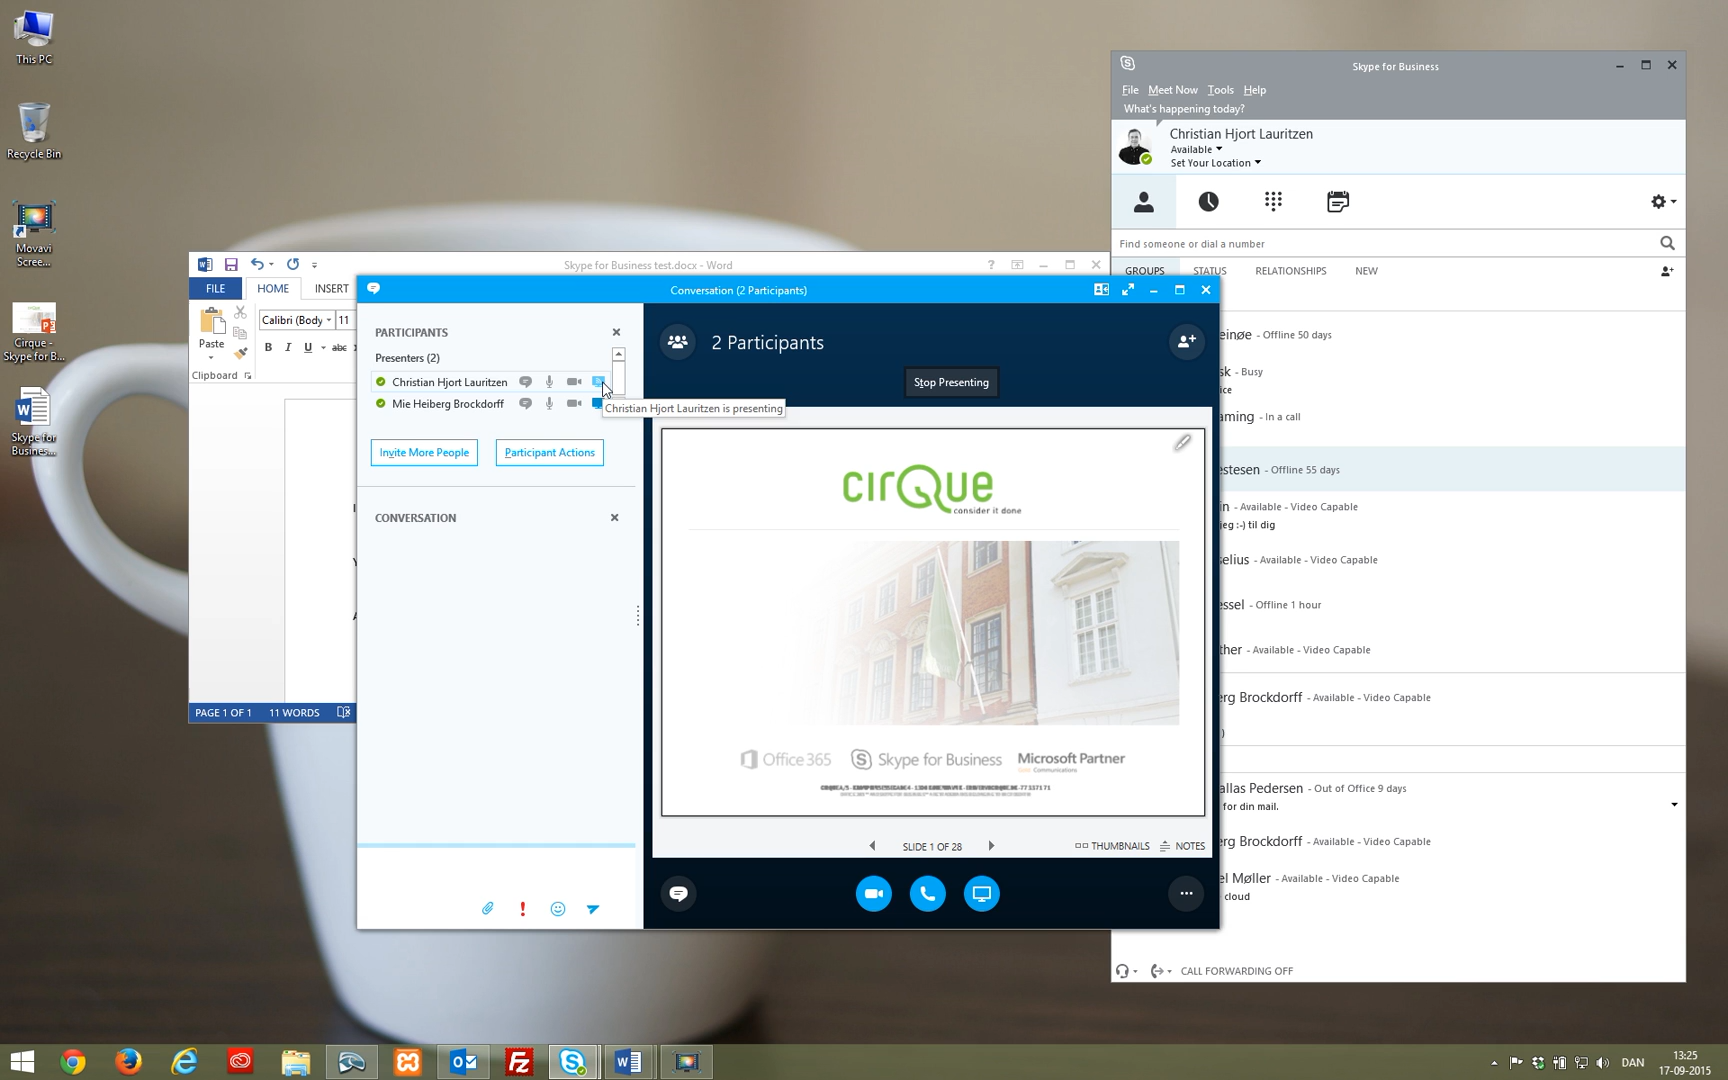 This PC
Recycle Bin
Movavi
Scree...
Cirque -
Skype for B...
Skype for
Busines...
Skype for Business test.docx - Word
FILE
HOME
INSERT
Calibri (Body
11
Paste
B I U abc
Clipboard
PAGE 1 OF 1
11 WORDS
Conversation (2 Participants)
PARTICIPANTS
Presenters (2)
Christian Hjort Lauritzen
Mie Heiberg Brockdorff
Christian Hjort Lauritzen is presenting
Invite More People
Participant Actions
CONVERSATION
2 Participants
Stop Presenting
cirQue
consider it done
Office 365
Skype for Business
Microsoft Partner
SLIDE 1 OF 28
THUMBNAILS
NOTES
Skype for Business
File Meet Now Tools Help
What's happening today?
Christian Hjort Lauritzen
Available
Set Your Location
Find someone or dial a number
GROUPS
STATUS
RELATIONSHIPS
NEW
einøe - Offline 50 days
sk - Busy
ice
aming - In a call
estesen - Offline 55 days
in - Available - Video Capable
jeg :-) til dig
selius - Available - Video Capable
essel - Offline 1 hour
ther - Available - Video Capable
erg Brockdorff - Available - Video Capable
)
allas Pedersen - Out of Office 9 days
for din mail.
erg Brockdorff - Available - Video Capable
el Møller - Available - Video Capable
cloud
CALL FORWARDING OFF
DAN
13:25
17-09-2015